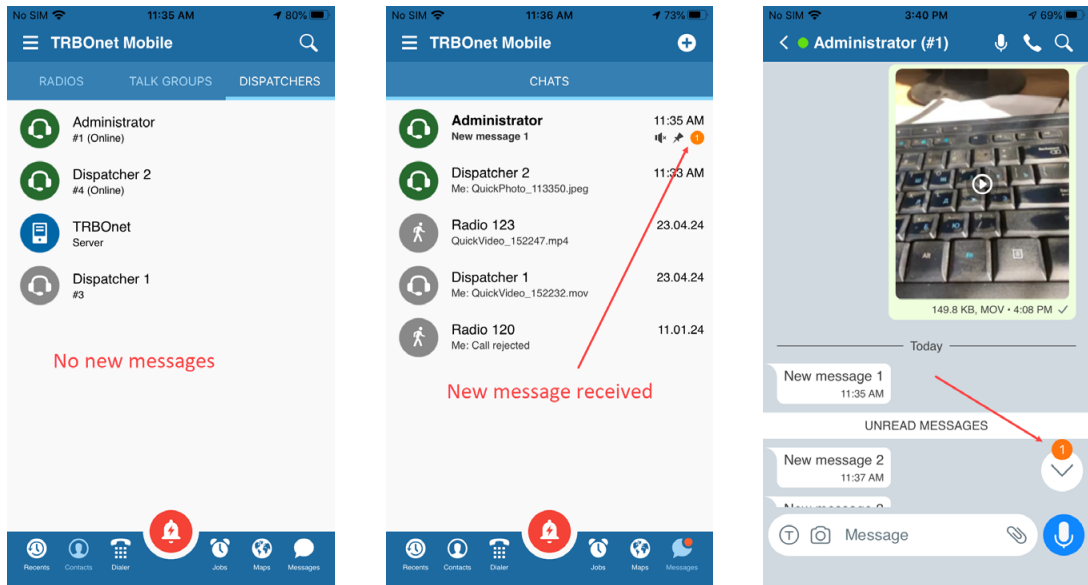 No SIM 11:35 AM 80%
TRBOnet Mobile
RADIOS TALK GROUPS DISPATCHERS
Administrator
#1 (Online)
Dispatcher 2
#4 (Online)
TRBOnet
Server
Dispatcher 1
#3
No new messages
Recents Contacts Dialer Jobs Maps Messages
No SIM 11:36 AM 73%
TRBOnet Mobile
CHATS
Administrator 11:35 AM
New message 1 1
Dispatcher 2 11:33 AM
Me: QuickPhoto_113350.jpeg
Radio 123 23.04.24
QuickVideo_152247.mp4
Dispatcher 1 23.04.24
Me: QuickVideo_152232.mov
Radio 120 11.01.24
Me: Call rejected
New message received
Recents Contacts Dialer Jobs Maps Messages
No SIM 3:40 PM 69%
Administrator (#1)
Alt
149.8 KB, MOV • 4:08 PM
Today
New message 1
11:35 AM
UNREAD MESSAGES
1
New message 2
11:37 AM
T Message